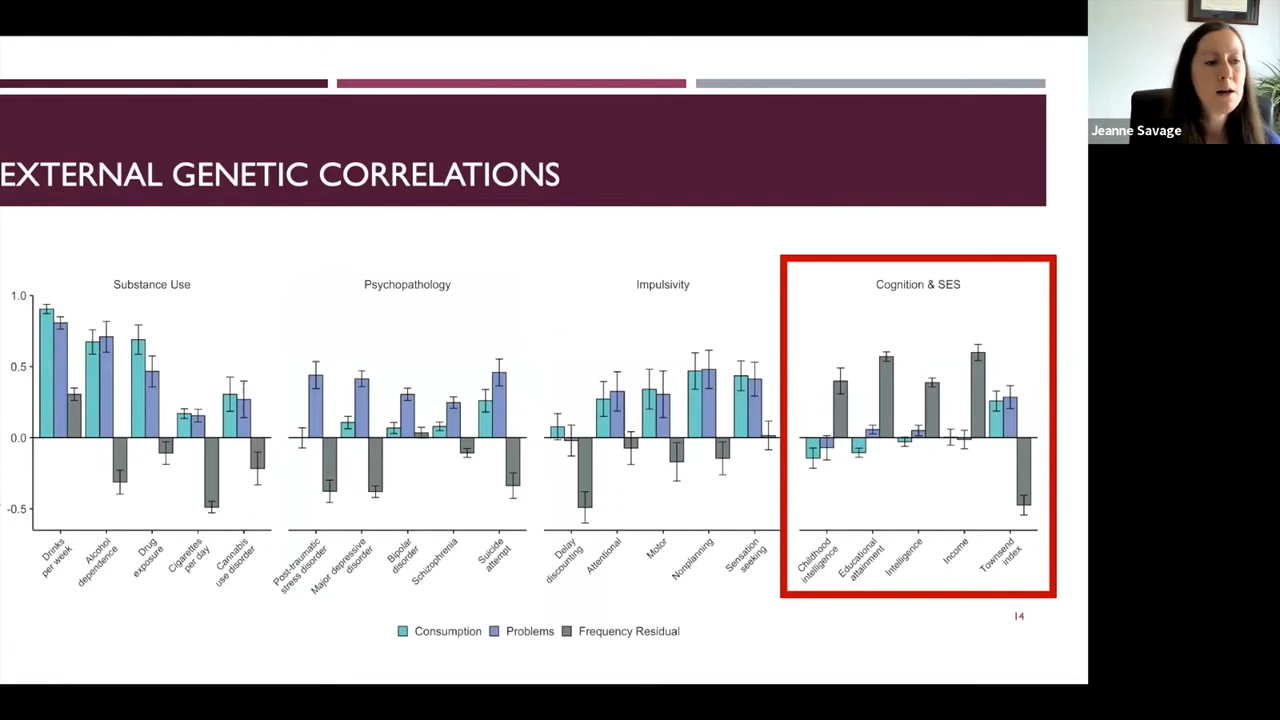 Jeanne Savage
EXTERNAL GENETIC CORRELATIONS
Substance Use
Psychopathology
Impulsivity
Cognition & SES
1.0
0.5
0.0
-0.5
Drinks
per week
Alcohol
dependence
Drug
exposure
Cigarettes
per day
Cannabis
use disorder
Post-traumatic
stress disorder
Major depressive
disorder
Bipolar
disorder
Schizophrenia
Suicide
attempt
Delay
discounting
Attentional
Motor
Nonplanning
Sensation
seeking
Childhood
intelligence
Educational
attainment
Intelligence
Income
Townsend
index
14
Consumption Problems Frequency Residual